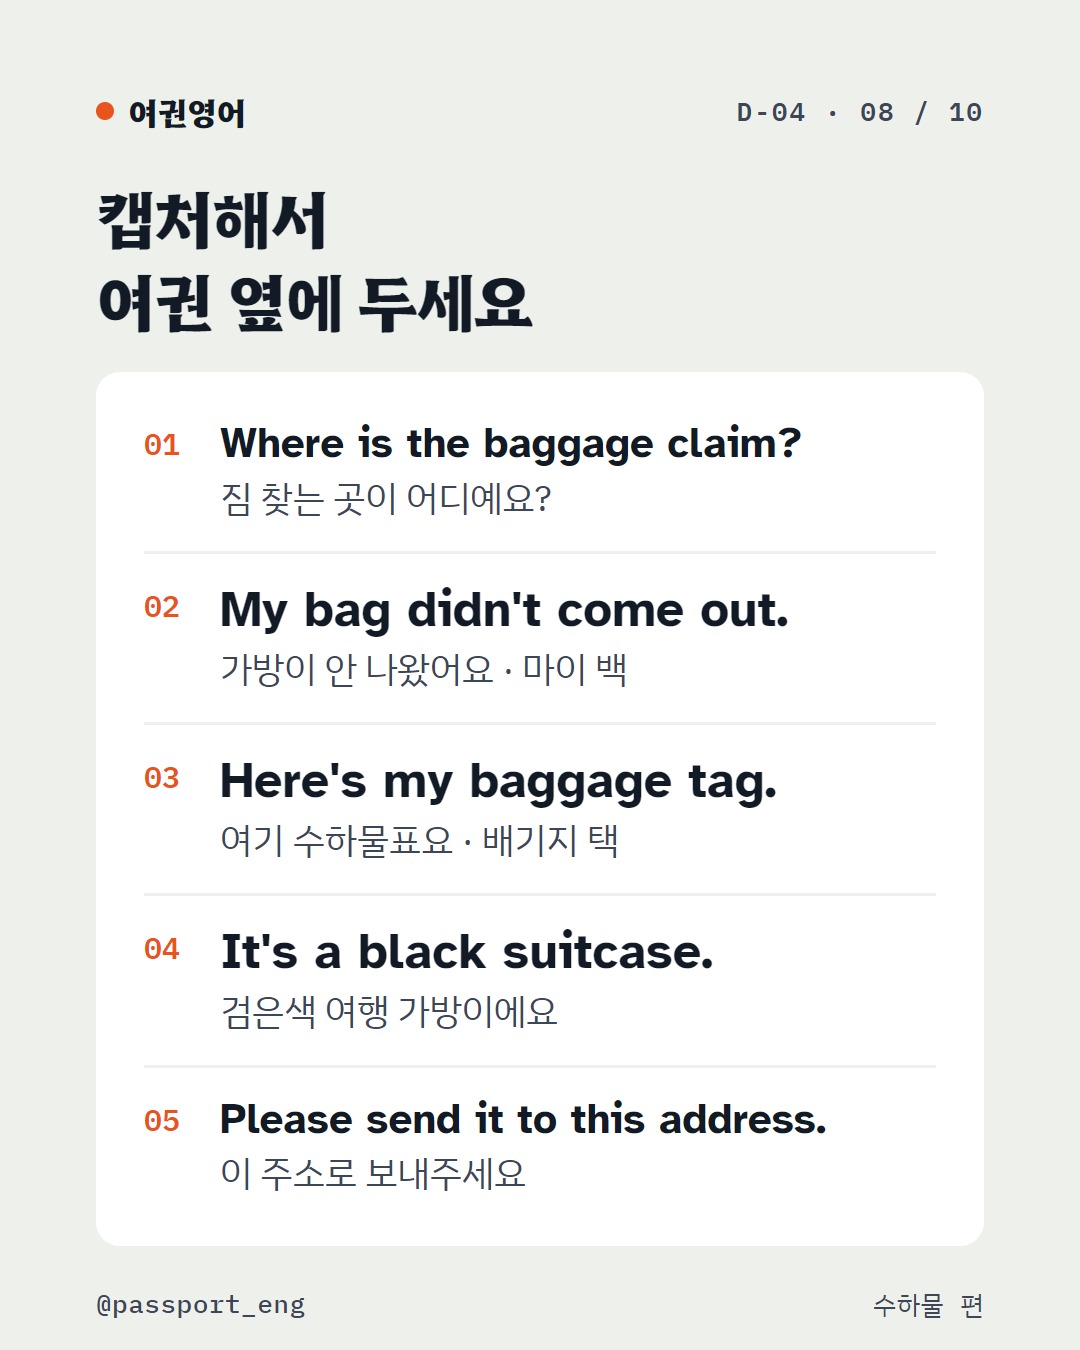 여권영어
D-04 · 08 / 10
캡처해서
여권 옆에 두세요
01 Where is the baggage claim?
짐 찾는 곳이 어디예요?
02 My bag didn't come out.
가방이 안 나왔어요 · 마이 백
03 Here's my baggage tag.
여기 수하물표요 · 배기지 택
04 It's a black suitcase.
검은색 여행 가방이에요
05 Please send it to this address.
이 주소로 보내주세요
@passport_eng
수하물 편